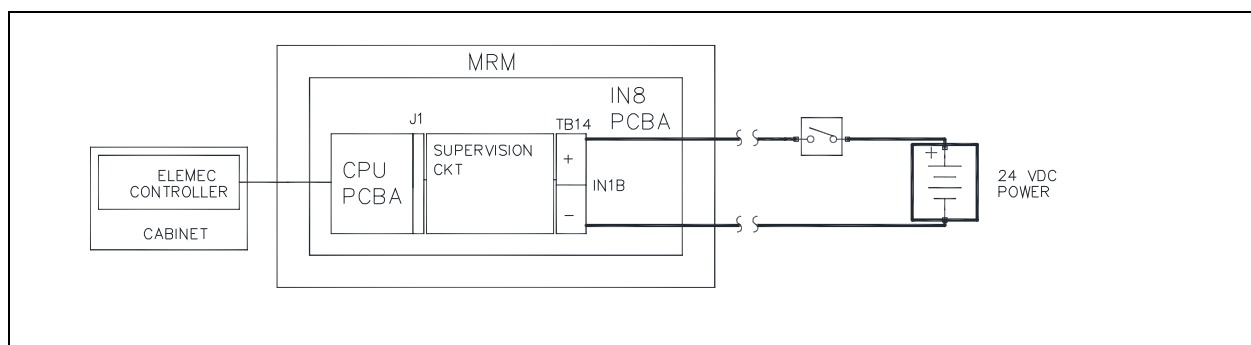 MRM
IN8
PCBA
J1
TB14
SUPERVISION
CKT
+
CPU
PCBA
IN1B
−
ELEMEC
CONTROLLER
CABINET
+
24 VDC
POWER